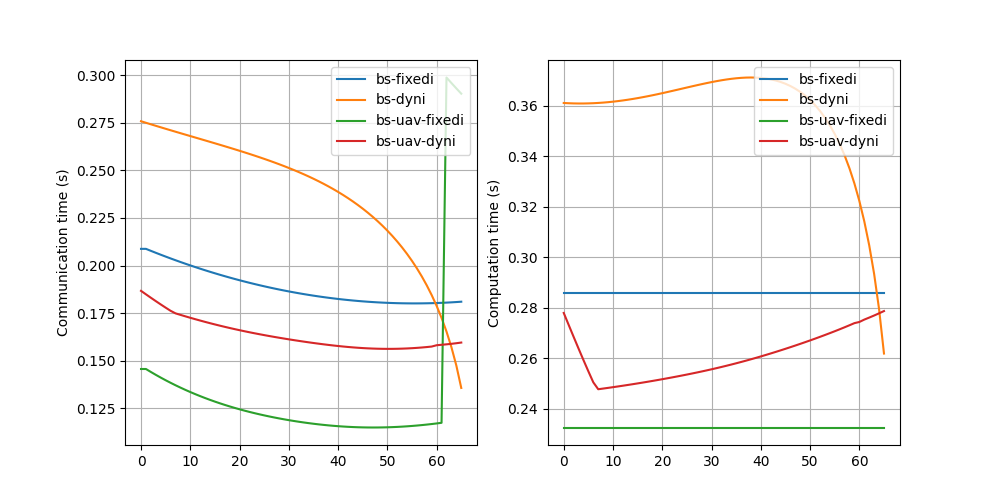 Communication time (s)
0.300
0.275
0.250
0.225
0.200
0.175
0.150
0.125
0 10 20 30 40 50 60
bs-fixedi
bs-dyni
bs-uav-fixedi
bs-uav-dyni
Computation time (s)
0.36
0.34
0.32
0.30
0.28
0.26
0.24
0 10 20 30 40 50 60
bs-fixedi
bs-dyni
bs-uav-fixedi
bs-uav-dyni